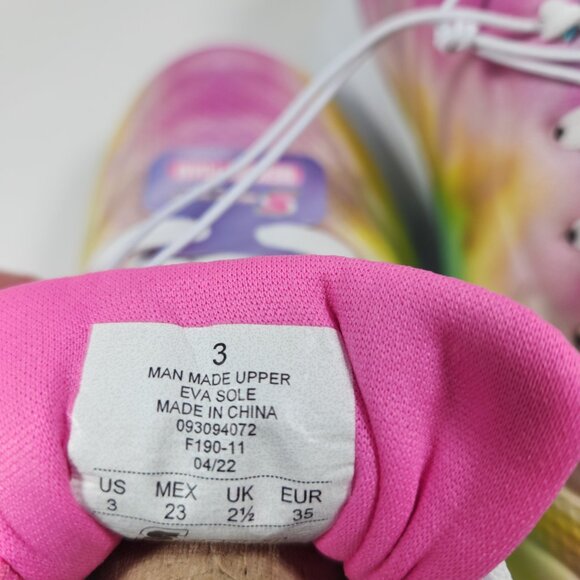 3
MAN MADE UPPER
EVA SOLE
MADE IN CHINA
093094072
F190-11
04/22
US MEX UK EUR
3 23 2½ 35